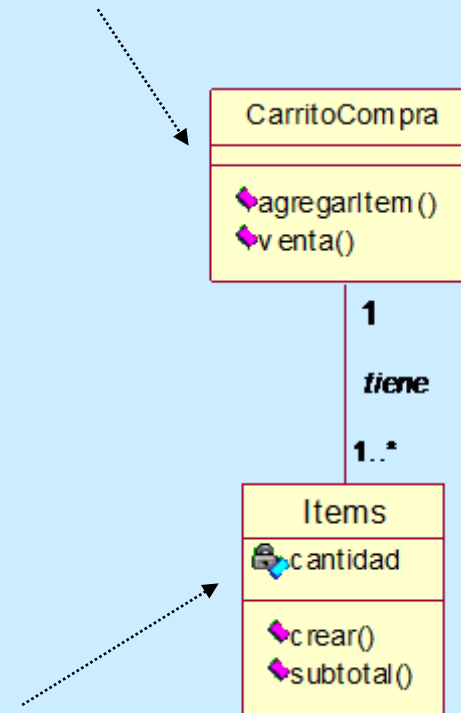 CarritoCompra
agregarItem()
venta()
1
tiene
1..*
Items
cantidad
crear()
subtotal()